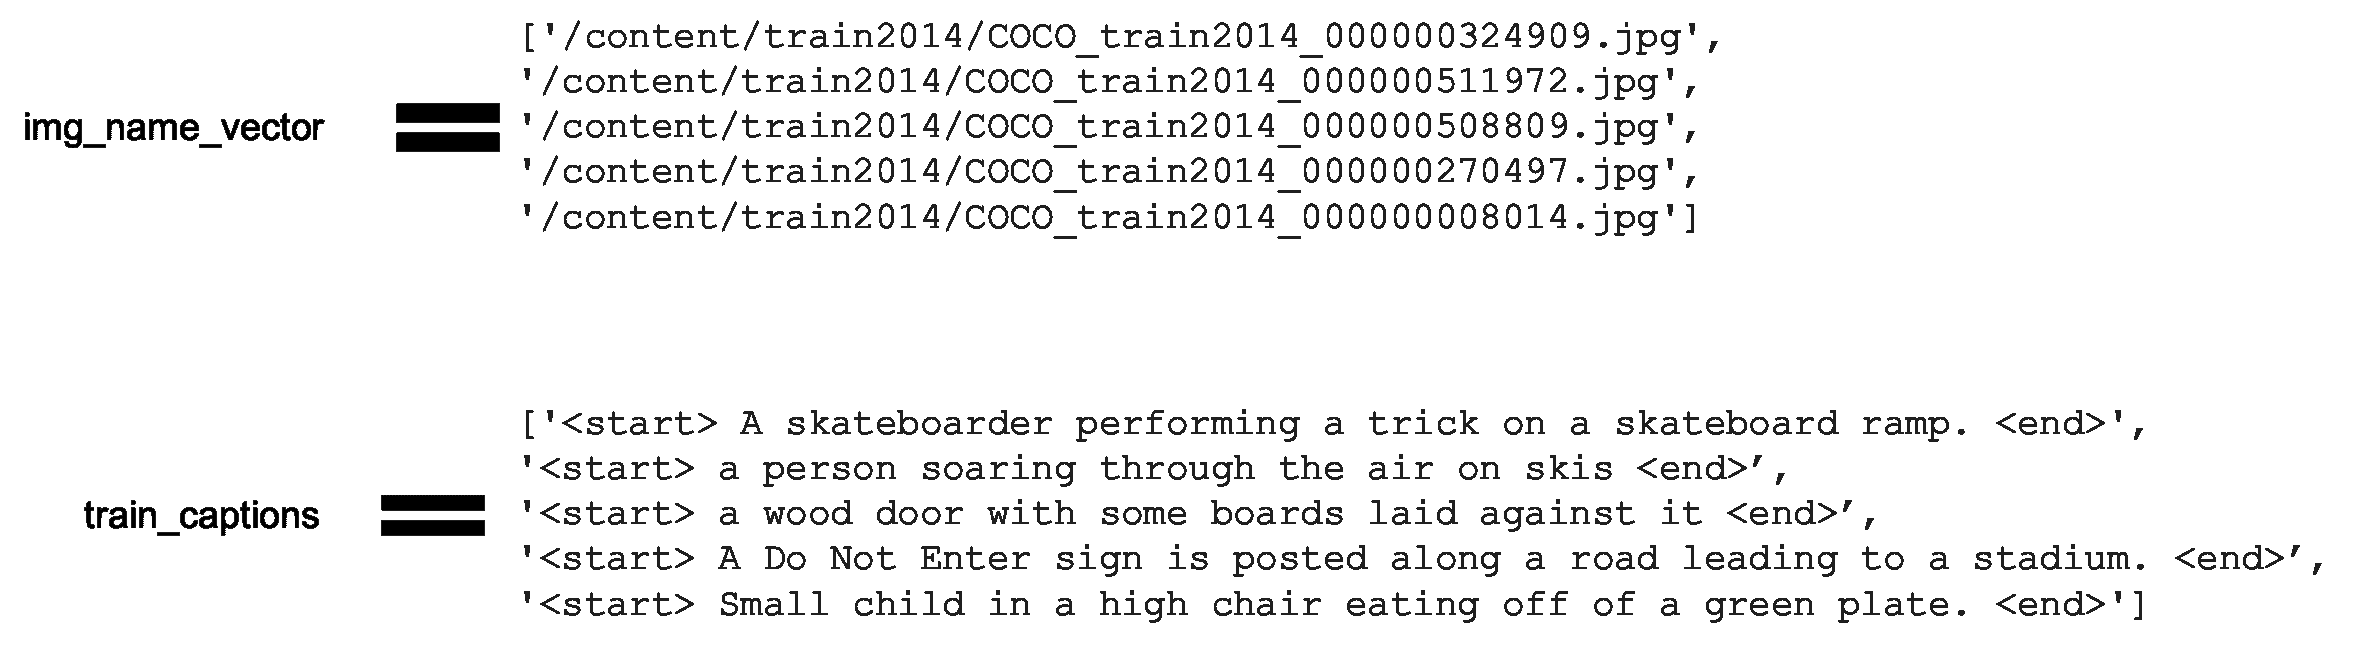 ['/content/train2014/COCO_train2014_000000324909.jpg',
'/content/train2014/COCO_train2014_000000511972.jpg',
img_name_vector = '/content/train2014/COCO_train2014_000000508809.jpg',
'/content/train2014/COCO_train2014_000000270497.jpg',
'/content/train2014/COCO_train2014_000000008014.jpg']
['<start> A skateboarder performing a trick on a skateboard ramp. <end>',
'<start> a person soaring through the air on skis <end>’,
train_captions = '<start> a wood door with some boards laid against it <end>’,
'<start> A Do Not Enter sign is posted along a road leading to a stadium. <end>’,
'<start> Small child in a high chair eating off of a green plate. <end>']